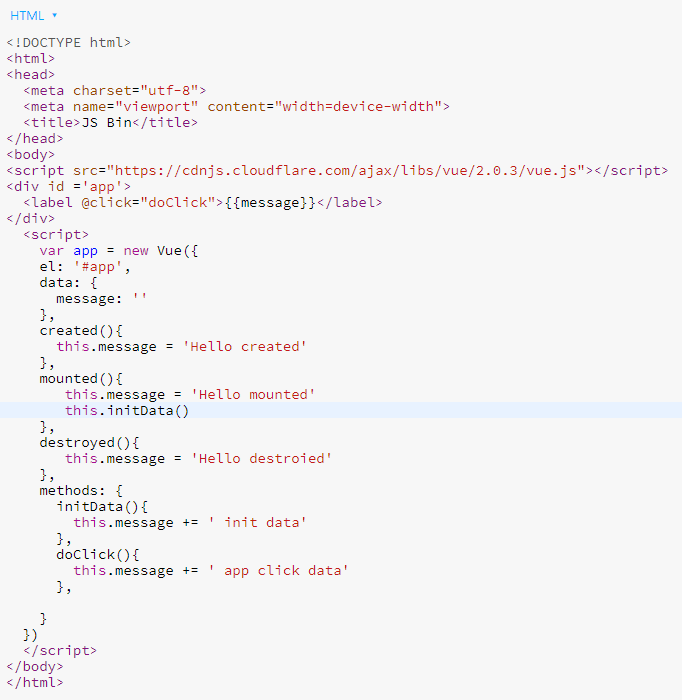 HTML ▾
<!DOCTYPE html>
<html>
<head>
  <meta charset="utf-8">
  <meta name="viewport" content="width=device-width">
  <title>JS Bin</title>
</head>
<body>
<script src="https://cdnjs.cloudflare.com/ajax/libs/vue/2.0.3/vue.js"></script>
<div id ='app'>
  <label @click="doClick">{{message}}</label>
</div>
  <script>
    var app = new Vue({
    el: '#app',
    data: {
      message: ''
    },
    created(){
      this.message = 'Hello created'
    },
    mounted(){
       this.message = 'Hello mounted'
       this.initData()
    },
    destroyed(){
       this.message = 'Hello destroied'
    },
    methods: {
      initData(){
        this.message += ' init data'
      },
      doClick(){
        this.message += ' app click data'
      },

    }
  })
  </script>
</body>
</html>